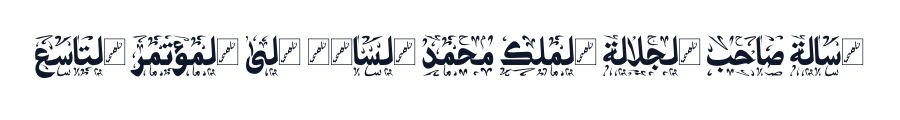 □سالة صاحب □لجلالة □لملك محمد □لسا□□ □لى □لمؤتمر □لتاسع